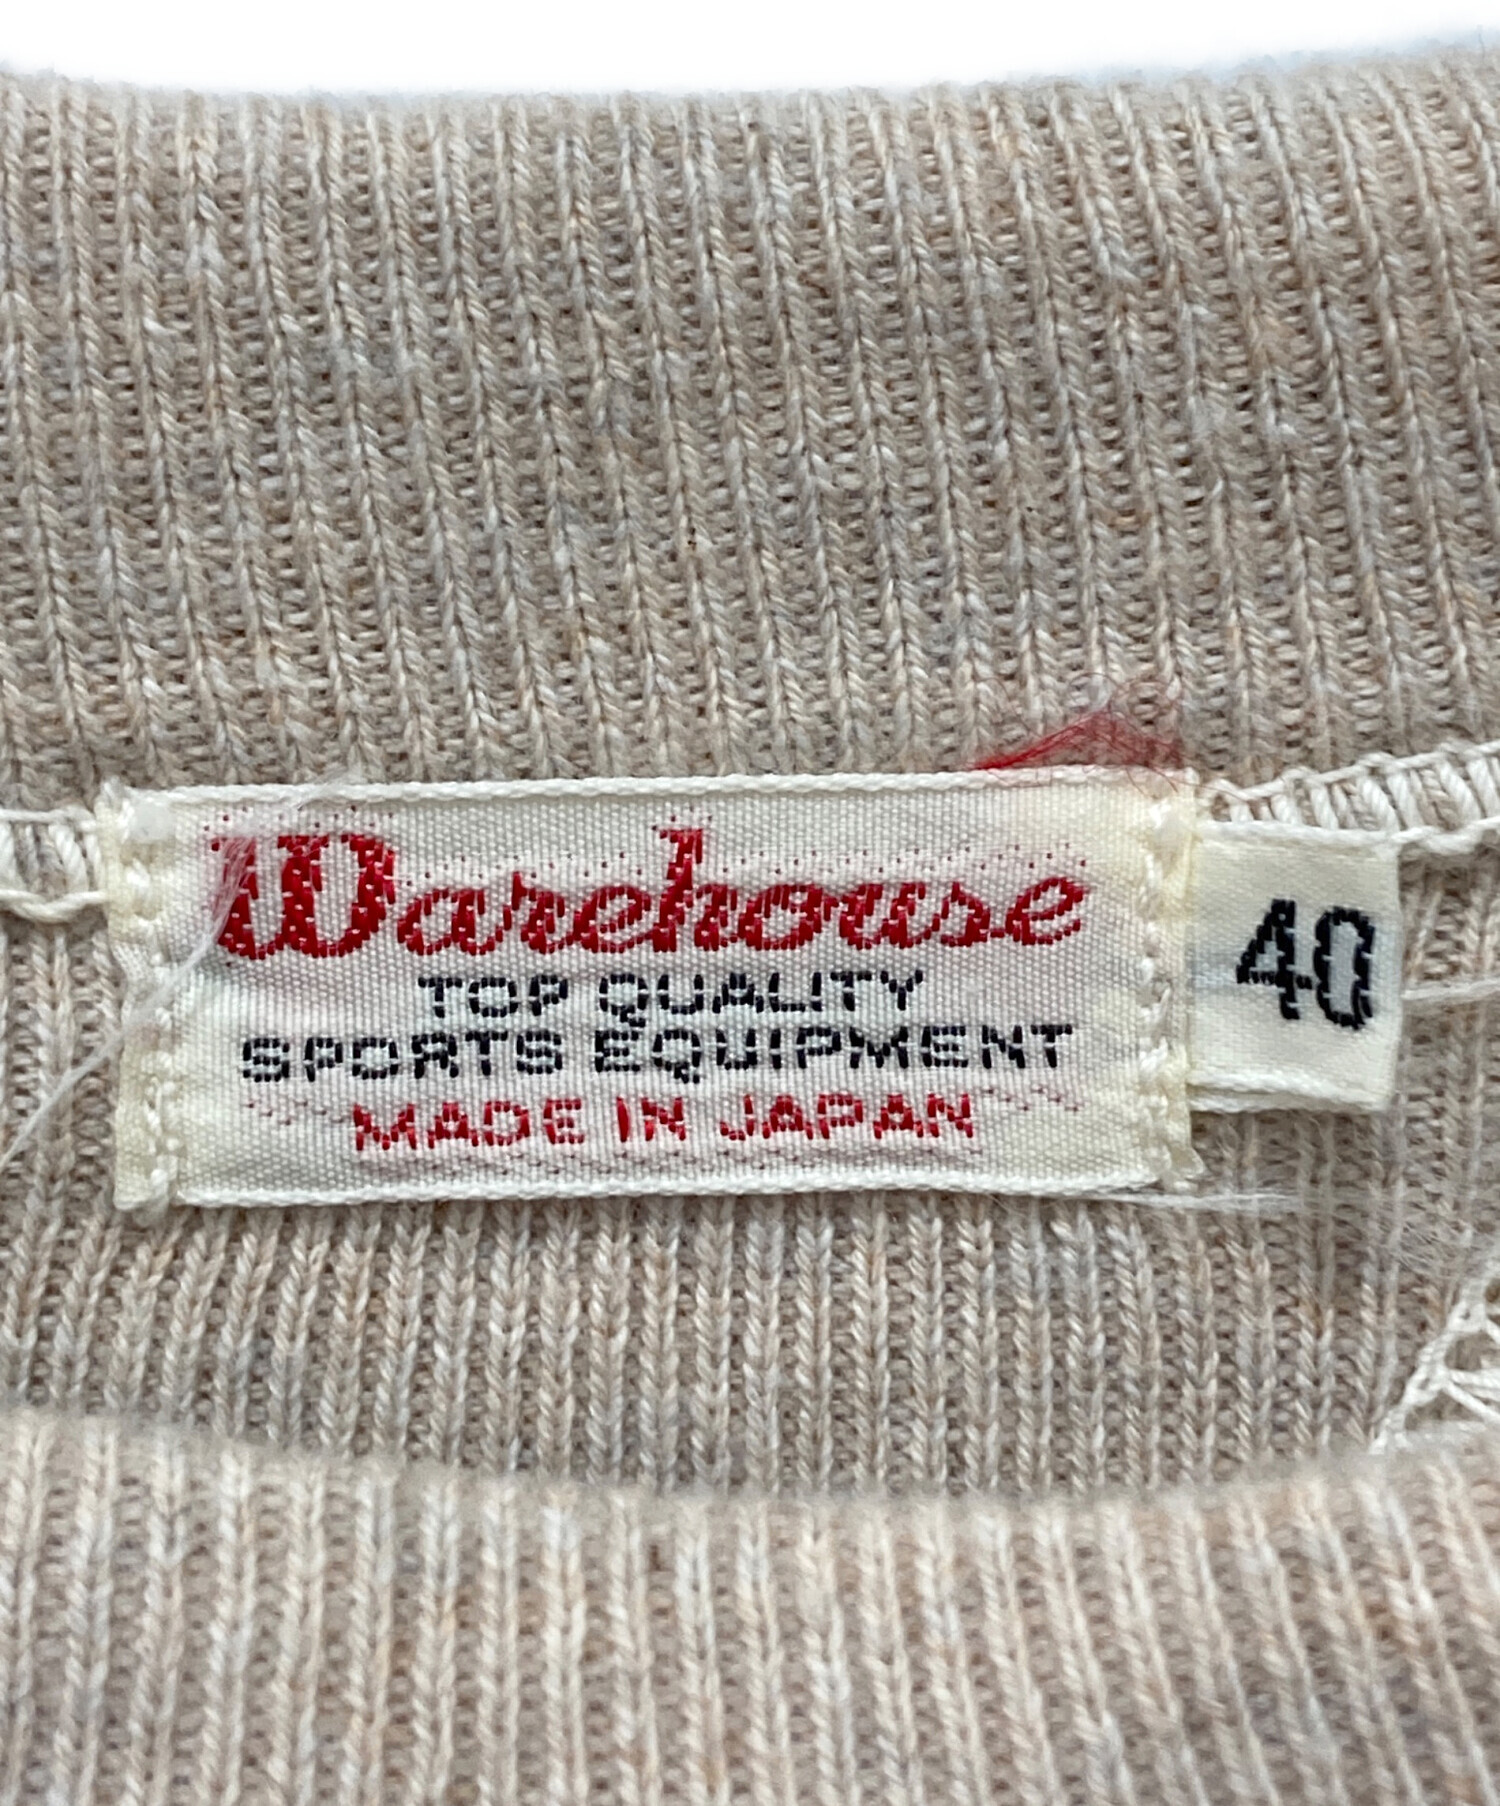 Warehouse
TOP QUALITY
SPORTS EQUIPMENT
MADE IN JAPAN
40